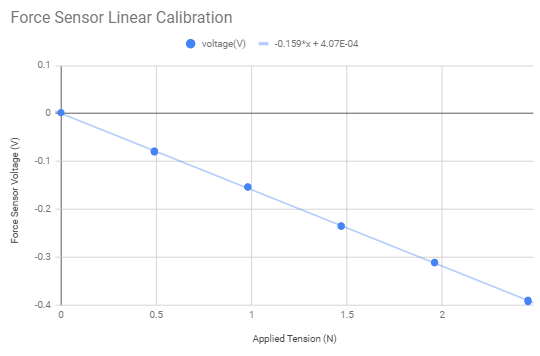 Force Sensor Linear Calibration
voltage(V) -0.159*x + 4.07E-04
0.1
0
-0.1
-0.2
-0.3
-0.4
Force Sensor Voltage (V)
0 0.5 1 1.5 2
Applied Tension (N)